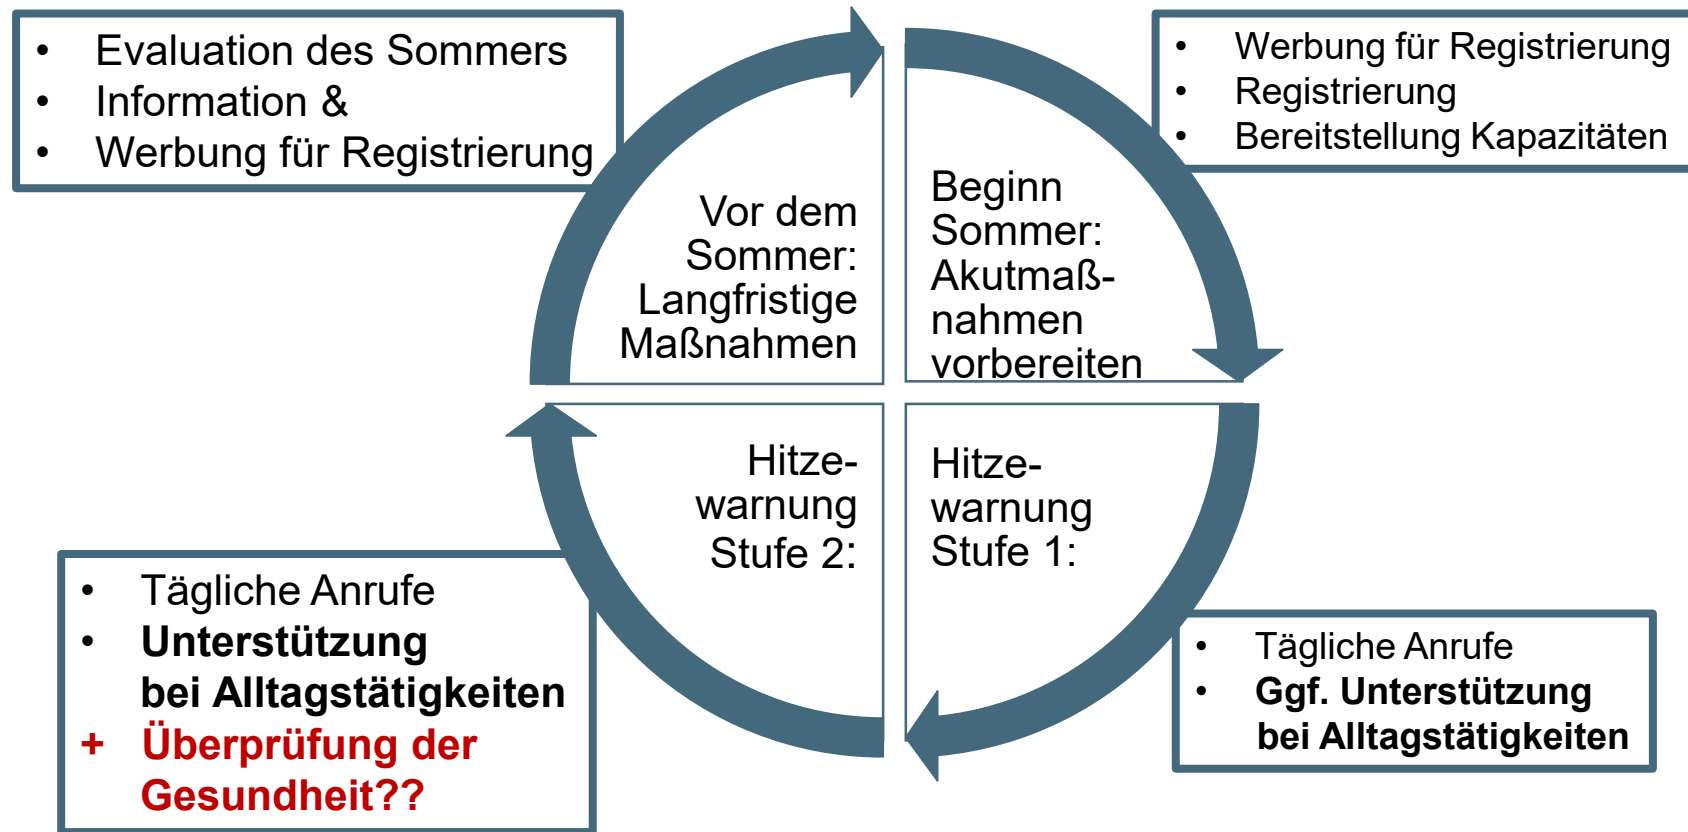 • Evaluation des Sommers
• Information &
• Werbung für Registrierung
• Werbung für Registrierung
• Registrierung
• Bereitstellung Kapazitäten
Vor dem
Sommer:
Langfristige
Maßnahmen
Beginn
Sommer:
Akutmaß-
nahmen
vorbereiten
Hitze-
warnung
Stufe 2:
Hitze-
warnung
Stufe 1:
• Tägliche Anrufe
• Unterstützung
bei Alltagstätigkeiten
+ Überprüfung der
Gesundheit??
• Tägliche Anrufe
• Ggf. Unterstützung
bei Alltagstätigkeiten